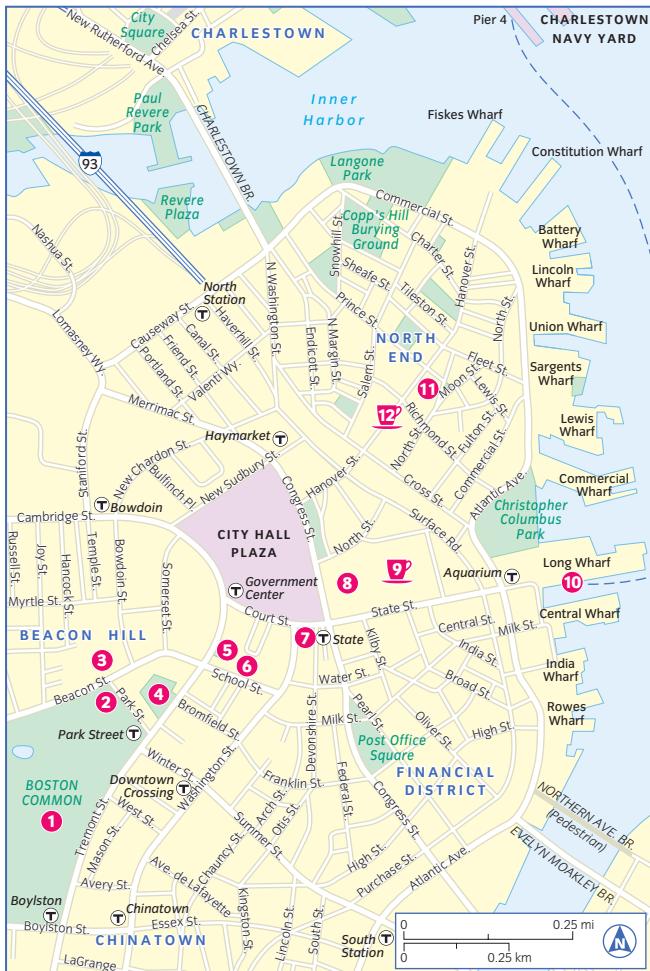 City
Square
Chelsea St.
New Rutherford Ave.
CHARLESTOWN
Pier 4
CHARLESTOWN
NAVY YARD
Paul
Revere
Park
CHARLESTOWN BR.
Inner
Harbor
Fiskes Wharf
Constitution Wharf
93
Langone
Park
Revere
Plaza
Commercial St.
Copp's Hill
Burying
Ground
Snowhill St.
Charter St.
Hanover St.
Battery
Wharf
Nashua St.
Sheafe St.
Tileston St.
Lincoln
Wharf
N Washington St.
North
Station
T
Prince St.
North St.
Causeway St.
Haverhill St.
Canal St.
Friend St.
Portland St.
Valenti Wy.
Endicott St.
N Margin St.
Salem St.
NORTH
END
Union Wharf
Lomasney Wy.
Fleet St.
Moon St.
Sargents
Wharf
11
Lewis St.
12
Merrimac St.
Richmond St.
Fulton St.
Lewis
Wharf
Haymarket
T
North St.
Commercial St.
Staniford St.
New Chardon St.
Bulfinch Pl.
New Sudbury St.
Hanover St.
Cross St.
Atlantic Ave.
Commercial
Wharf
Congress St.
T
Bowdoin
Cambridge St.
Surface Rd.
Christopher
Columbus
Park
CITY HALL
PLAZA
North St.
Russell St.
Joy St.
Hancock St.
Temple St.
Bowdoin St.
Somerset St.
Long Wharf
9
8
Aquarium
T
10
T
Government
Center
Myrtle St.
Court St.
State St.
Central Wharf
Central St.
Milk St.
BEACON HILL
7
T
State
Kilby St.
India St.
5
6
3
School St.
Water St.
Broad St.
India
Wharf
Beacon St.
2
Park St.
4
Bromfield St.
Devonshire St.
Pearl St.
Milk St.
Oliver St.
High St.
Rowes
Wharf
Park Street
T
Washington St.
Post Office
Square
Winter St.
FINANCIAL
DISTRICT
BOSTON
COMMON
1
Downtown
Crossing
T
Franklin St.
Federal St.
Congress St.
NORTHERN AVE. BR.
(Pedestrian)
Tremont St.
Mason St.
West St.
Arch St.
Otis St.
Summer St.
EVELYN MOAKLEY BR.
Chauncy St.
High St.
Purchase St.
Atlantic Ave.
Avery St.
Ave. de Lafayette
Kingston St.
Lincoln St.
South St.
Boylston
T
T
Chinatown
Essex St.
Boylston St.
CHINATOWN
South
Station
T
LaGrange
0
0.25 mi
0
0.25 km
N